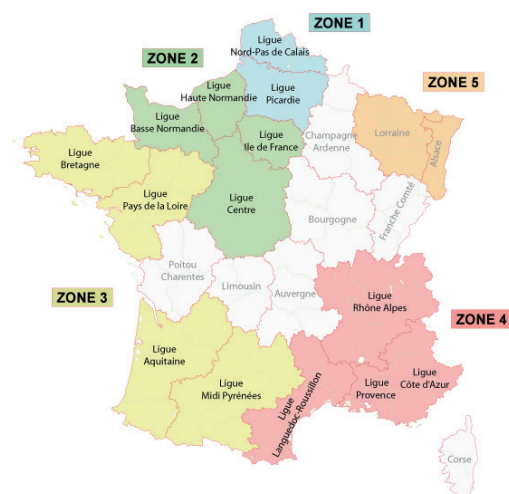 ZONE 1
Ligue
Nord-Pas de Calais
ZONE 2
Ligue
Haute Normandie
Ligue
Picardie
ZONE 5
Ligue
Basse Normandie
Ligue
Ile de France
Champagne
Ardenne
Lorraine
Alsace
Ligue
Bretagne
Ligue
Pays de la Loire
Ligue
Centre
Bourgogne
Franche Comté
Poitou
Charentes
Limousin
Auvergne
Ligue
Rhône Alpes
ZONE 3
ZONE 4
Ligue
Aquitaine
Ligue
Midi Pyrénées
Ligue
Languedoc-Roussillon
Ligue
Provence
Ligue
Côte d'Azur
Corse